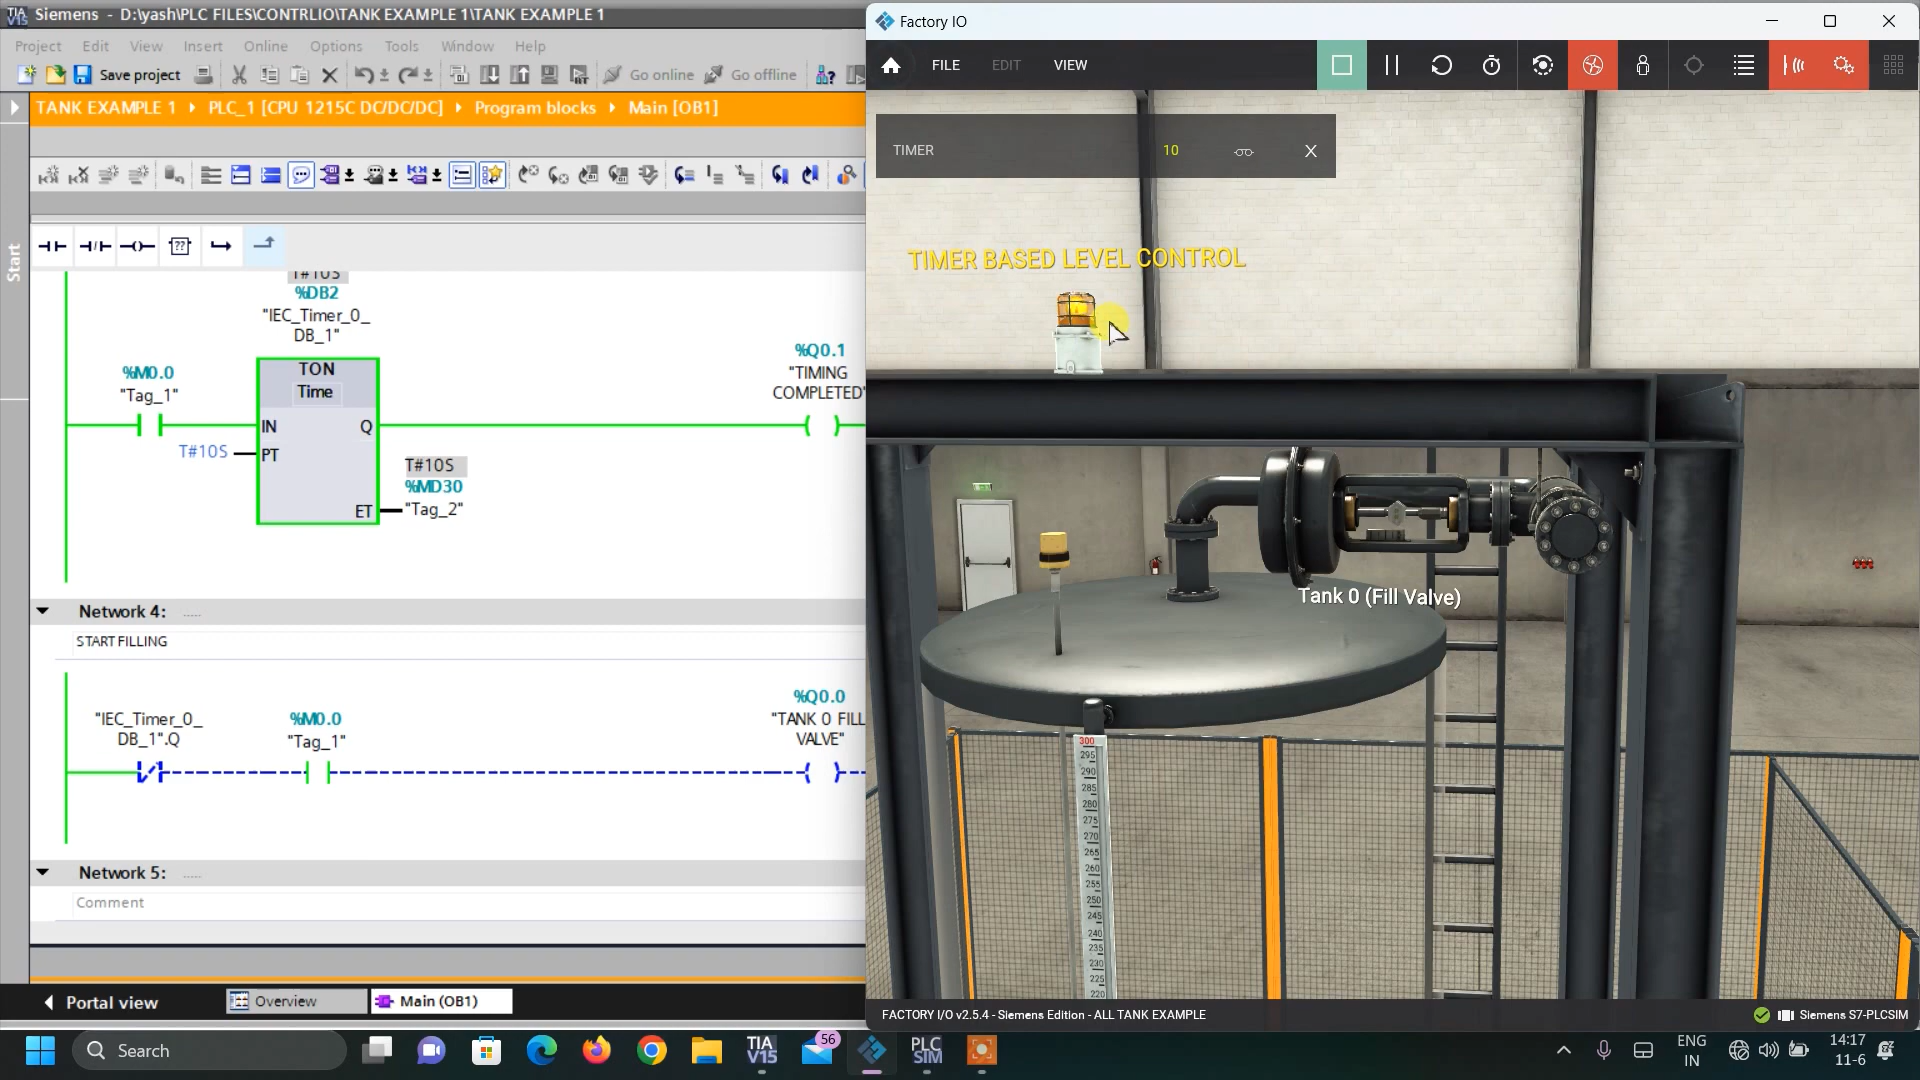 TIA
V15
Siemens - D:\yash\PLC FILES\CONTRLIO\TANK EXAMPLE 1\TANK EXAMPLE 1
Project Edit View Insert Online Options Tools Window Help
Save project Go online Go offline
TANK EXAMPLE 1 PLC_1 [CPU 1215C DC/DC/DC] Program blocks Main [OB1]
Start
??
T#10S
%DB2
"IEC_Timer_0_
DB_1"
TON
Time
%M0.0
"Tag_1"
IN Q
T#10S PT
ET
T#10S
%MD30
"Tag_2"
%Q0.1
"TIMING
COMPLETED"
Network 4: .....
START FILLING
"IEC_Timer_0_
DB_1".Q
%M0.0
"Tag_1"
%Q0.0
"TANK 0 FILL
VALVE"
Network 5: .....
Comment
Portal view Overview Main (OB1)
Factory IO
FILE EDIT VIEW
TIMER 10 X
TIMER BASED LEVEL CONTROL
Tank 0 (Fill Valve)
300
295
290
285
280
275
270
265
260
255
250
245
240
235
230
225
220
FACTORY I/O v2.5.4 - Siemens Edition - ALL TANK EXAMPLE
Siemens S7-PLCSIM
Search
TIA
V15
56
PLC
SIM
ENG
IN
14:17
11-6